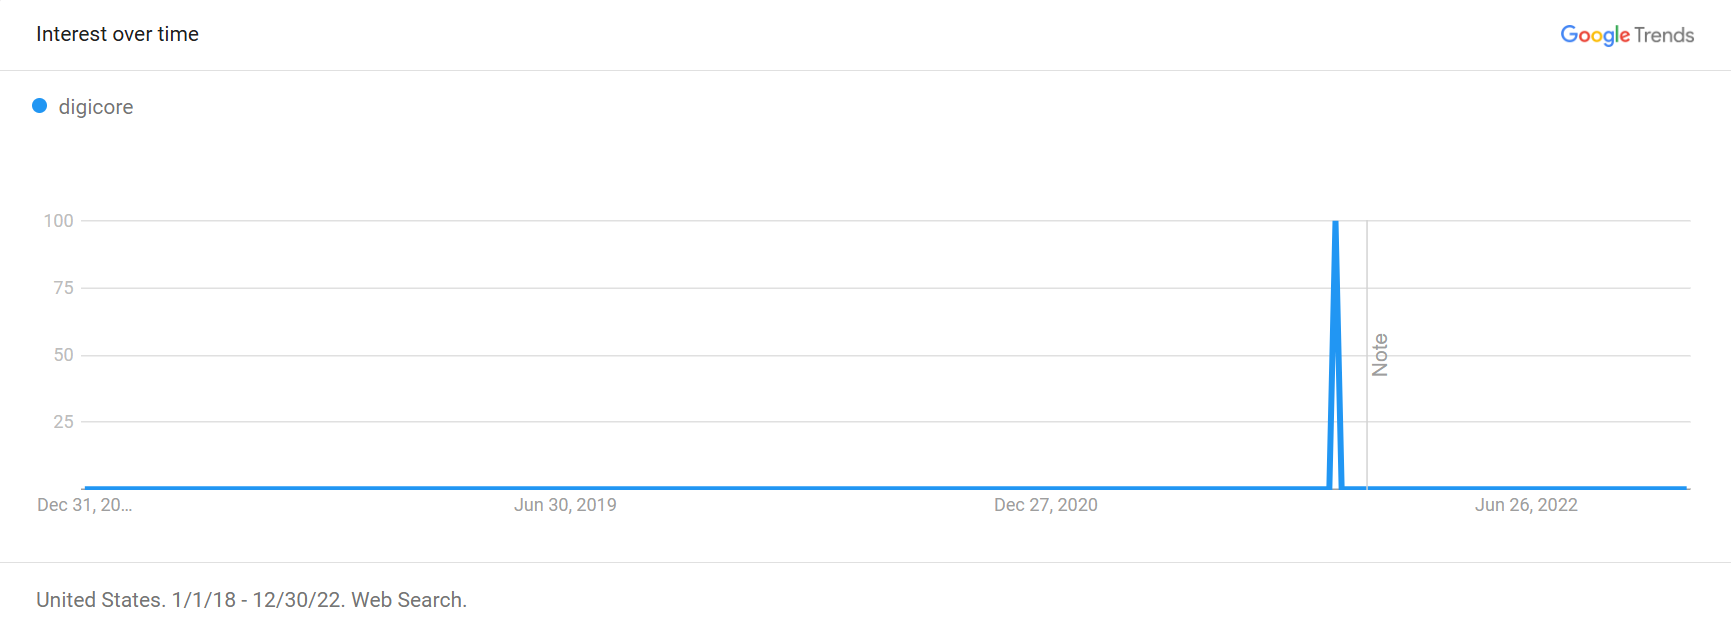 Interest over time
Google Trends
digicore
100
75
50
25
Note
Dec 31, 20...
Jun 30, 2019
Dec 27, 2020
Jun 26, 2022
United States. 1/1/18 - 12/30/22. Web Search.